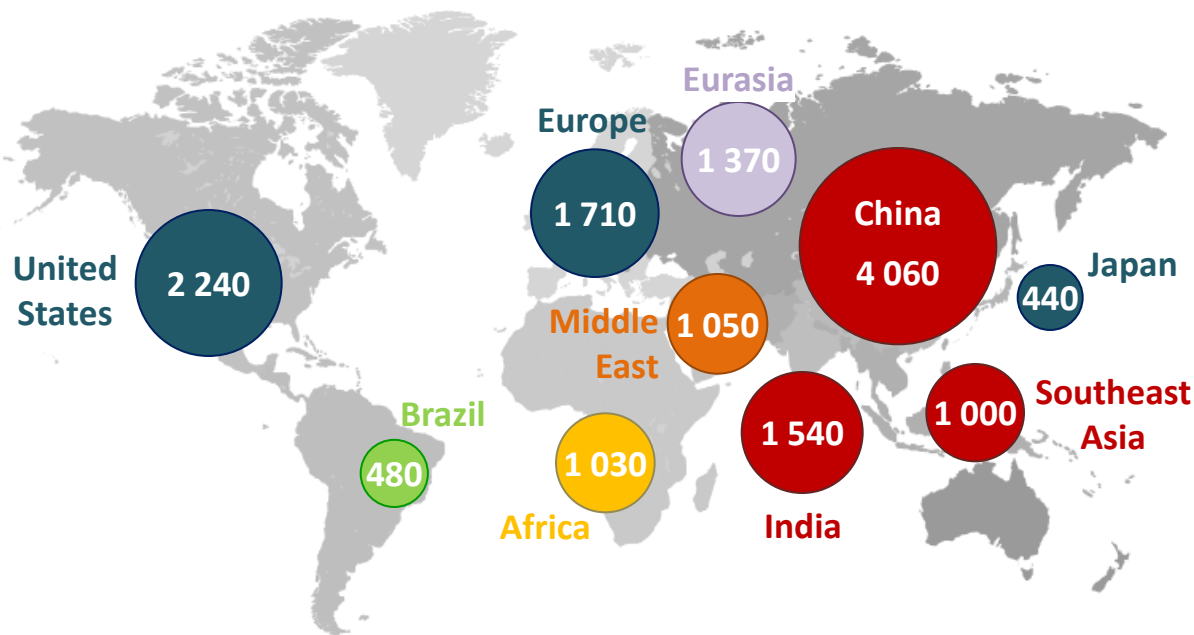 Eurasia
1 370
Europe
1 710
China
4 060
United
States
2 240
Japan
440
Middle
East
1 050
Brazil
480
Africa
1 030
India
1 540
Southeast
Asia
1 000